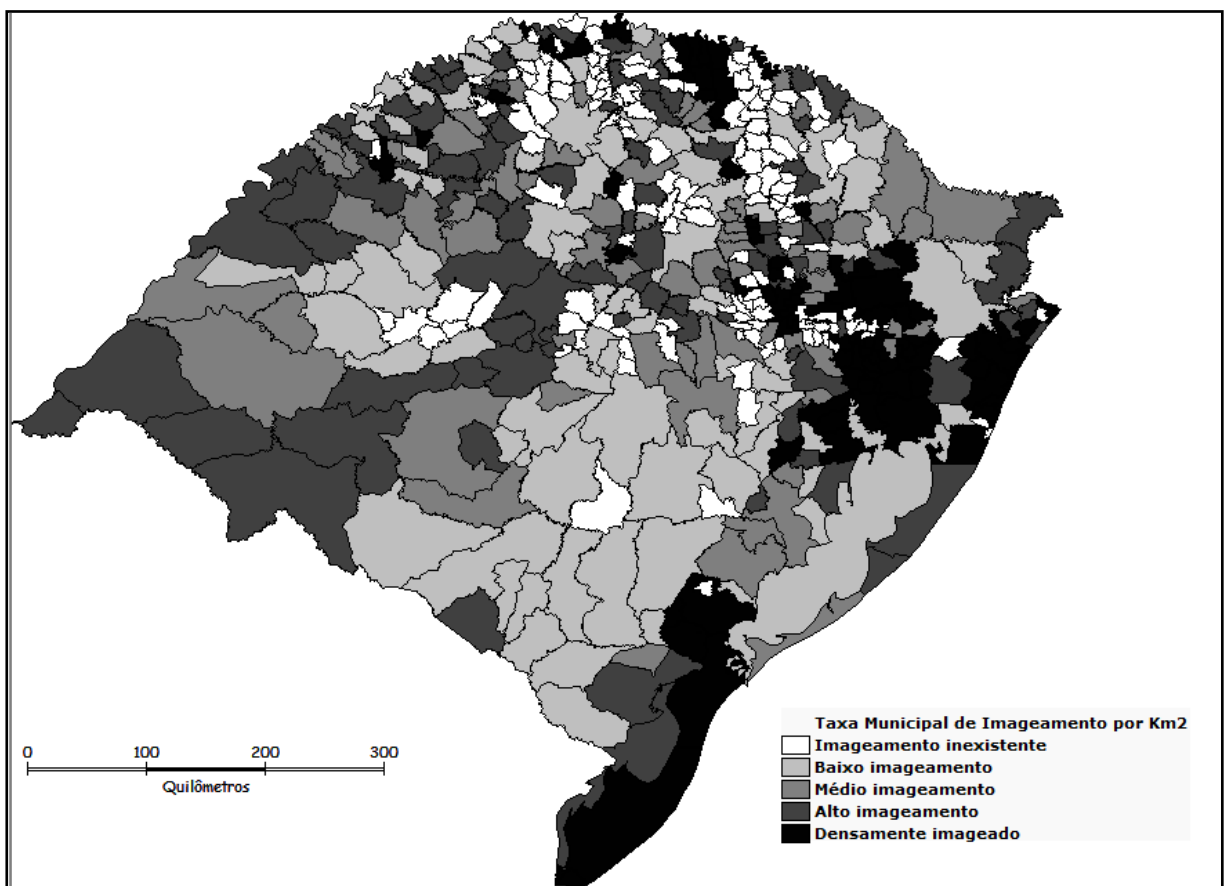 Taxa Municipal de Imageamento por Km2
Imageamento inexistente
Baixo imageamento
Médio imageamento
Alto imageamento
Densamente imageado
0 100 200 300
Quilômetros